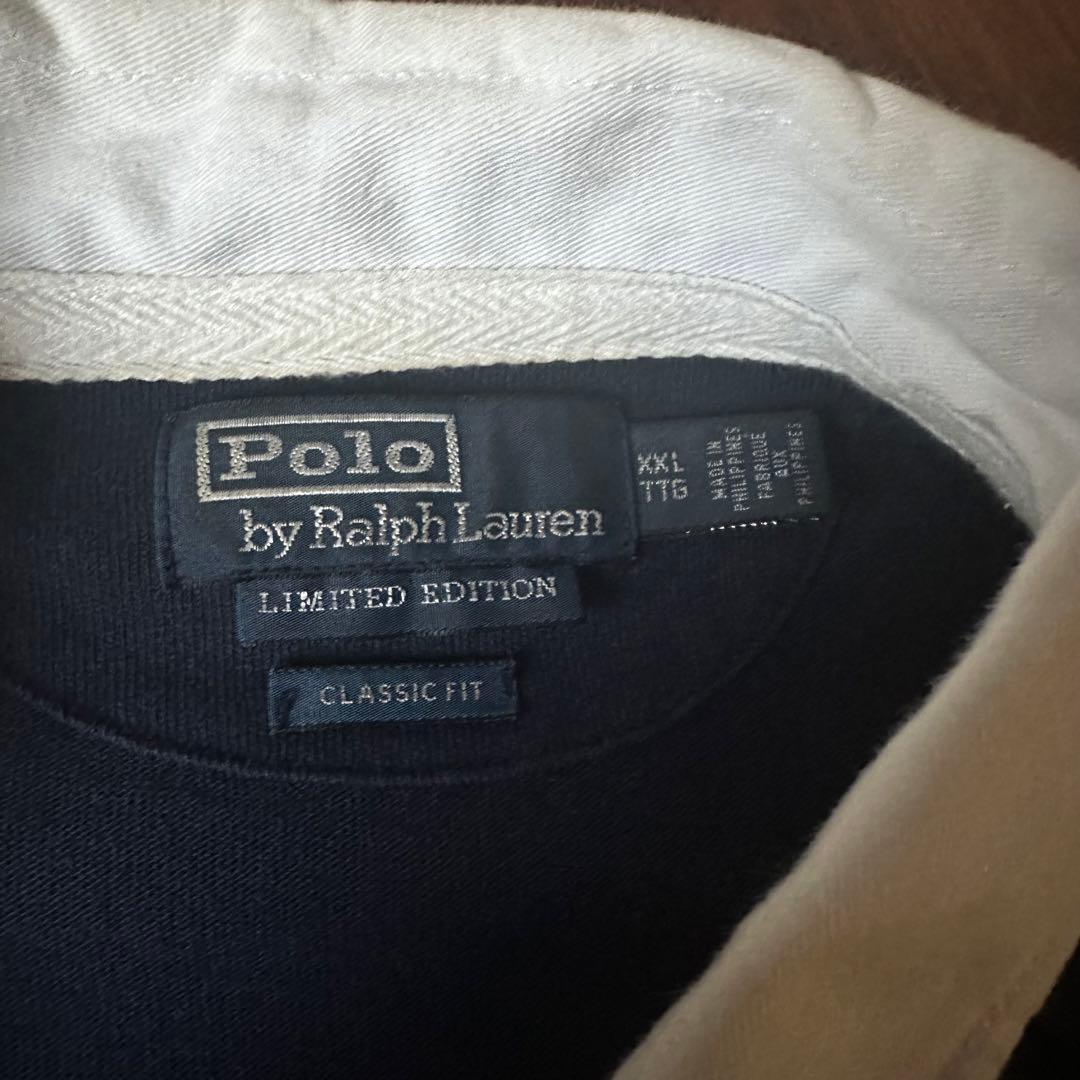 Polo
by Ralph Lauren
LIMITED EDITION
CLASSIC FIT
XXL
TTG
MADE IN
PHILIPPINES
FABRIQUE
AUX
PHILIPPINES